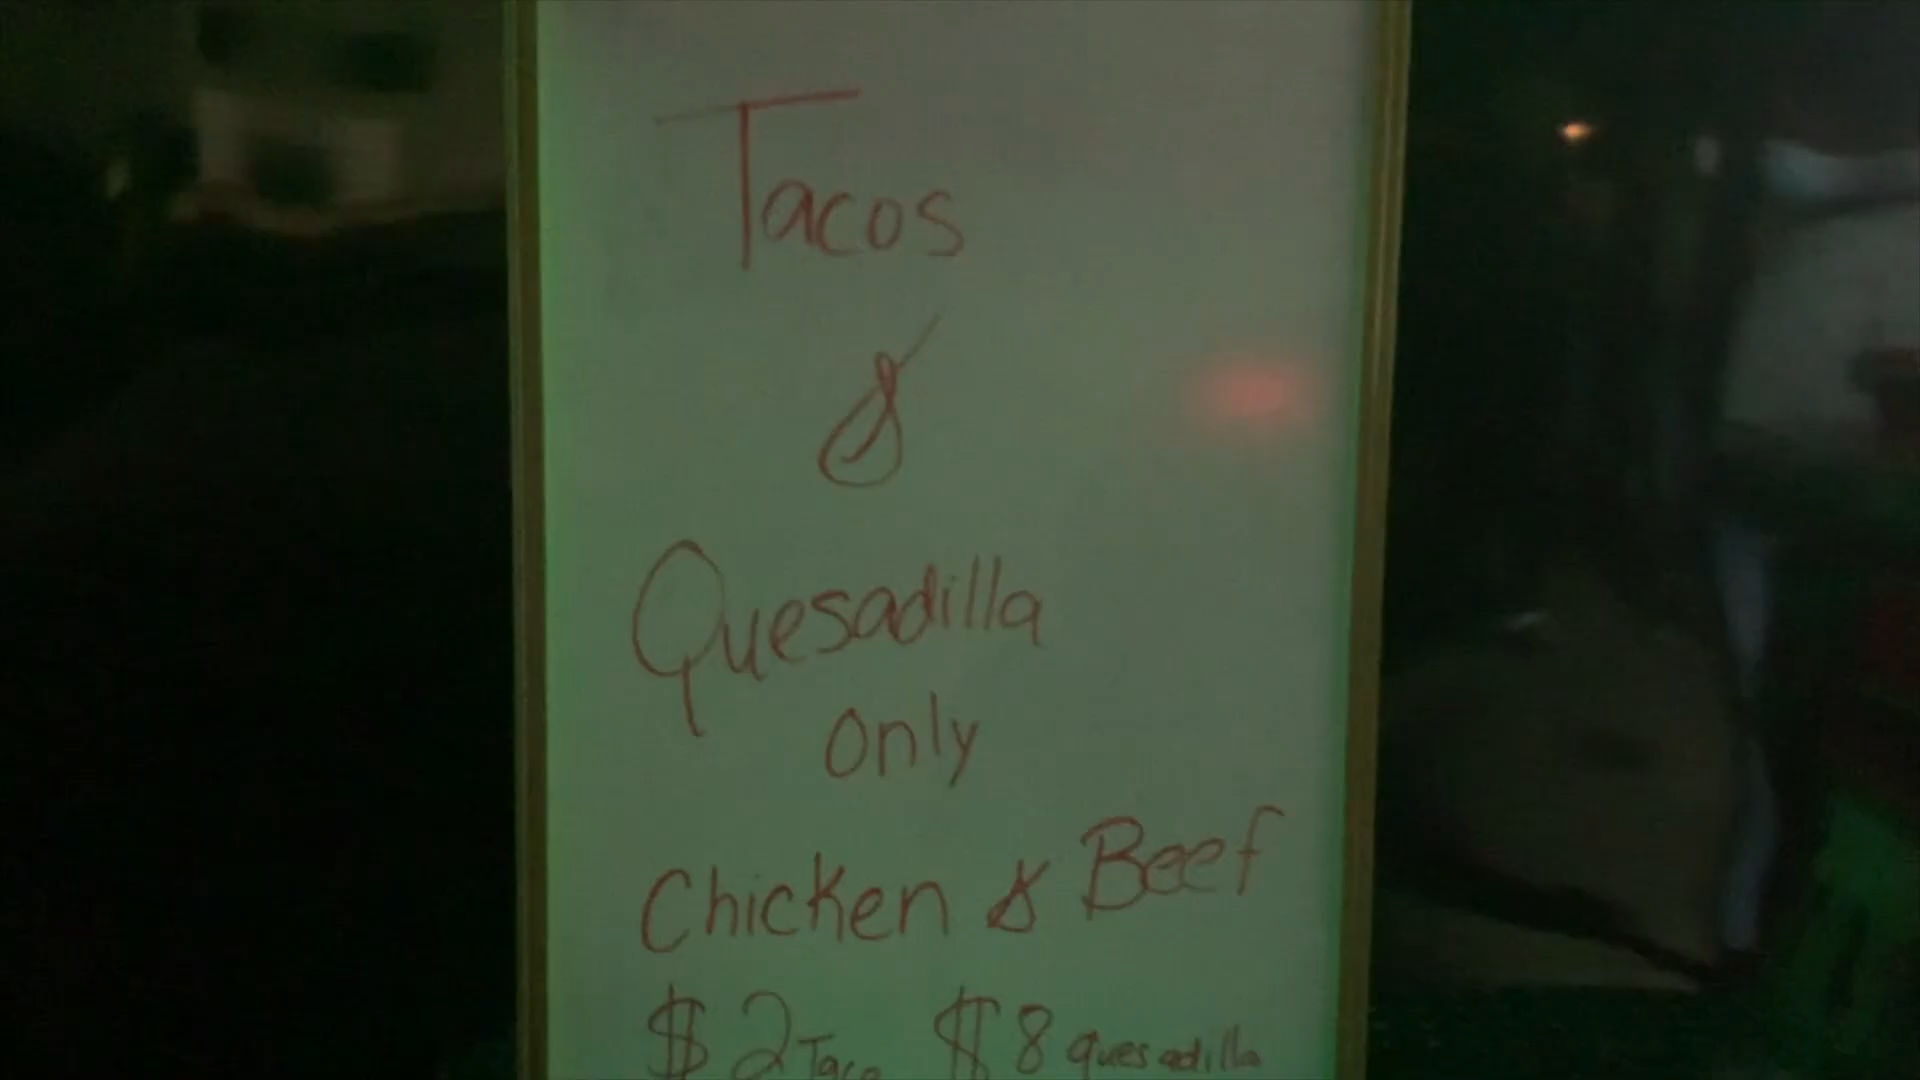 Tacos
&
Quesadilla
only
Chicken & Beef
$2 Taco $8 quesadilla